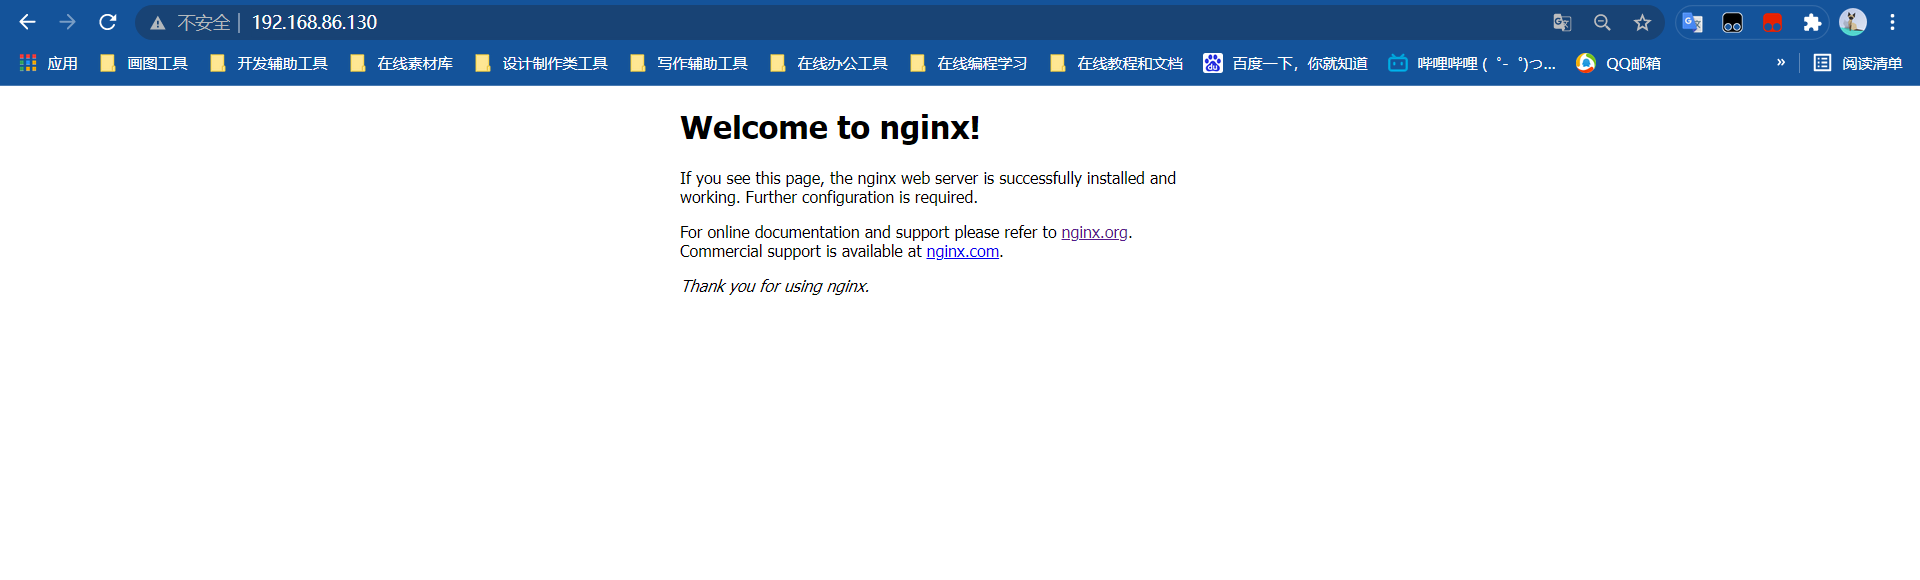 不安全 | 192.168.86.130
应用 画图工具 开发辅助工具 在线素材库 设计制作类工具 写作辅助工具 在线办公工具 在线编程学习 在线教程和文档 百度一下，你就知道 哔哩哔哩 (゜-゜)つ... QQ邮箱 » 阅读清单
Welcome to nginx!
If you see this page, the nginx web server is successfully installed and
working. Further configuration is required.
For online documentation and support please refer to nginx.org.
Commercial support is available at nginx.com.
Thank you for using nginx.